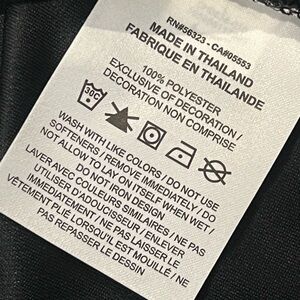 RN#56323 - CA#05553
MADE IN THAILAND
FABRIQUE EN THAILANDE
100% POLYESTER
EXCLUSIVE OF DECORATION /
DECORATION NON COMPRISE
30C
WASH WITH LIKE COLORS / DO NOT USE
SOFTENERS / REMOVE IMMEDIATELY / DO
NOT ALLOW TO LAY ON ITSELF WHEN WET /
DO NOT IRON DESIGN
LAVER AVEC COULEURS SIMILAIRES / NE PAS
UTILISER D'ADOUCISSEUR / ENLEVER
IMMEDIATEMENT / NE PAS LAISSER LE
VÊTEMENT PLIÉ LORSQU'IL EST MOUILLÉ / NE
PAS REPASSER LE DESSIN